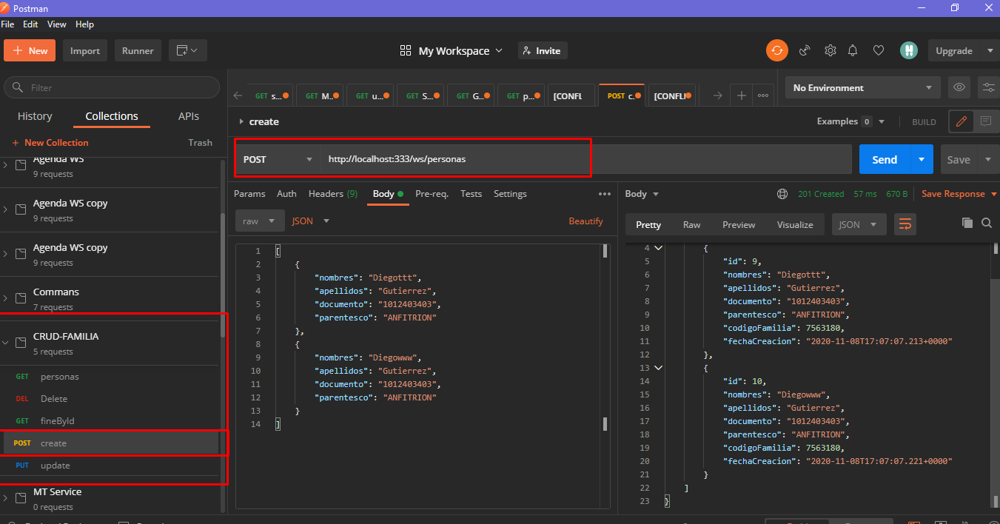 Postman
File Edit View Help
New Import Runner My Workspace Invite Upgrade
Filter
History Collections APIs
New Collection Trash
Agenda WS
9 requests
Agenda WS copy
9 requests
Agenda WS copy
9 requests
Commans
7 requests
CRUD-FAMILIA
5 requests
GET personas
DEL Delete
GET fineById
POST create
PUT update
MT Service
0 requests
GET s... GET M... GET u... GET S... GET G... GET p... [CONFL POST c. [CONFLI
No Environment
create Examples 0 BUILD
POST http://localhost:333/ws/personas Send Save
Params Auth Headers (9) Body Pre-req. Tests Settings
raw JSON Beautify
1 [
2 {
3 "nombres": "Diegottt",
4 "apellidos": "Gutierrez",
5 "documento": "1012403403",
6 "parentesco": "ANFITRION"
7 },
8 {
9 "nombres": "Diegowww",
10 "apellidos": "Gutierrez",
11 "documento": "1012403403",
12 "parentesco": "ANFITRION"
13 }
14 ]
Body 201 Created 57 ms 670 B Save Response
Pretty Raw Preview Visualize JSON
4 {
5 "id": 9,
6 "nombres": "Diegottt",
7 "apellidos": "Gutierrez",
8 "documento": "1012403403",
9 "parentesco": "ANFITRION",
10 "codigoFamilia": 7563180,
11 "fechaCreacion": "2020-11-08T17:07:07.213+0000"
12 },
13 {
14 "id": 10,
15 "nombres": "Diegowww",
16 "apellidos": "Gutierrez",
17 "documento": "1012403403",
18 "parentesco": "ANFITRION",
19 "codigoFamilia": 7563180,
20 "fechaCreacion": "2020-11-08T17:07:07.221+0000"
21 }
22 ]
23 }